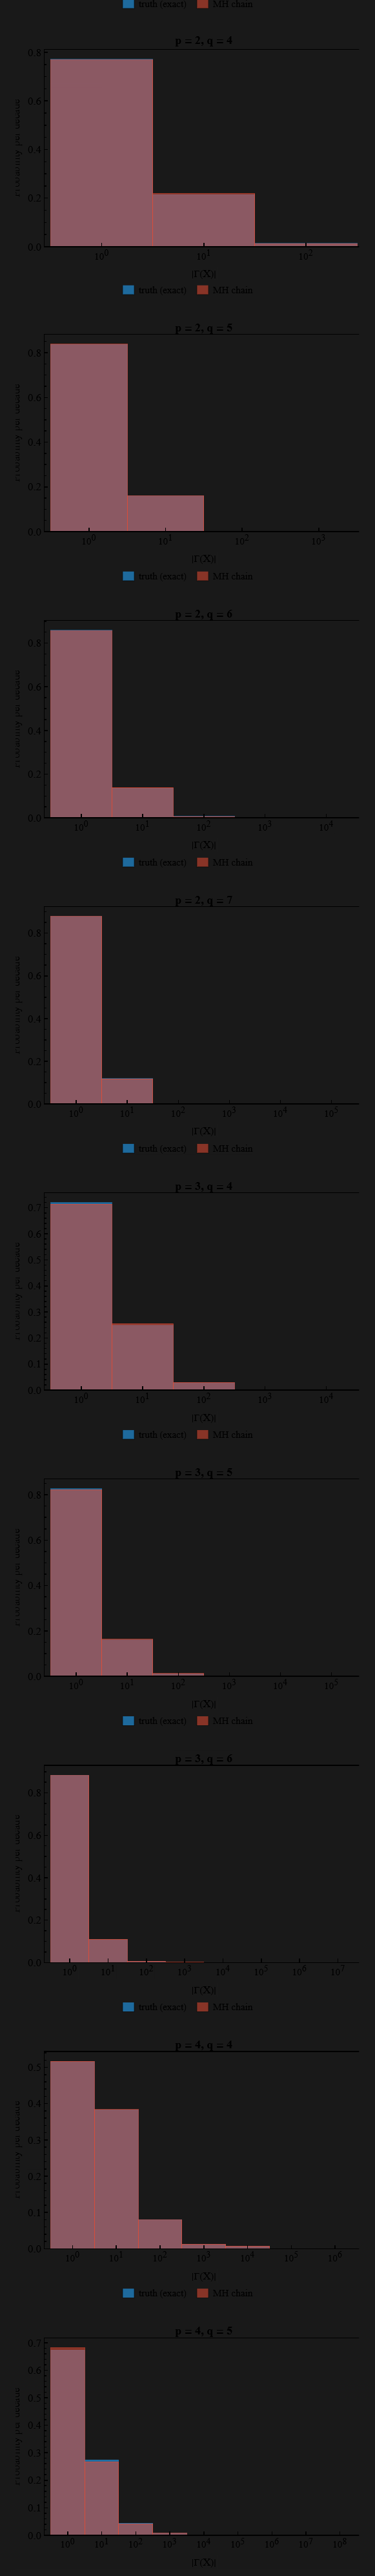 truth (exact) MH chain
p = 2, q = 4
0.8
0.6
0.4
0.2
0.0
10⁰ 10¹ 10²
|Γ(X)|
truth (exact) MH chain
p = 2, q = 5
0.8
0.6
0.4
0.2
0.0
10⁰ 10¹ 10² 10³
|Γ(X)|
truth (exact) MH chain
p = 2, q = 6
0.8
0.6
0.4
0.2
0.0
10⁰ 10¹ 10² 10³ 10⁴
|Γ(X)|
truth (exact) MH chain
p = 2, q = 7
0.8
0.6
0.4
0.2
0.0
10⁰ 10¹ 10² 10³ 10⁴ 10⁵
|Γ(X)|
truth (exact) MH chain
p = 3, q = 4
0.7
0.6
0.5
0.4
0.3
0.2
0.1
0.0
10⁰ 10¹ 10² 10³ 10⁴
|Γ(X)|
truth (exact) MH chain
p = 3, q = 5
0.8
0.6
0.4
0.2
0.0
10⁰ 10¹ 10² 10³ 10⁴ 10⁵
|Γ(X)|
truth (exact) MH chain
p = 3, q = 6
0.8
0.6
0.4
0.2
0.0
10⁰ 10¹ 10² 10³ 10⁴ 10⁵ 10⁶ 10⁷
|Γ(X)|
truth (exact) MH chain
p = 4, q = 4
0.5
0.4
0.3
0.2
0.1
0.0
10⁰ 10¹ 10² 10³ 10⁴ 10⁵ 10⁶
|Γ(X)|
truth (exact) MH chain
p = 4, q = 5
0.7
0.6
0.5
0.4
0.3
0.2
0.1
0.0
10⁰ 10¹ 10² 10³ 10⁴ 10⁵ 10⁶ 10⁷ 10⁸
|Γ(X)|